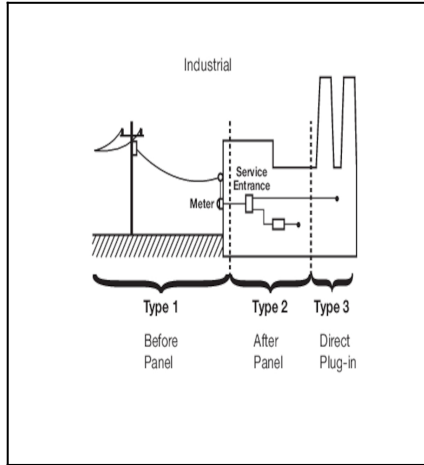 Industrial
Service
Entrance
Meter
Type 1
Type 2
Type 3
Before
Panel
After
Panel
Direct
Plug-in